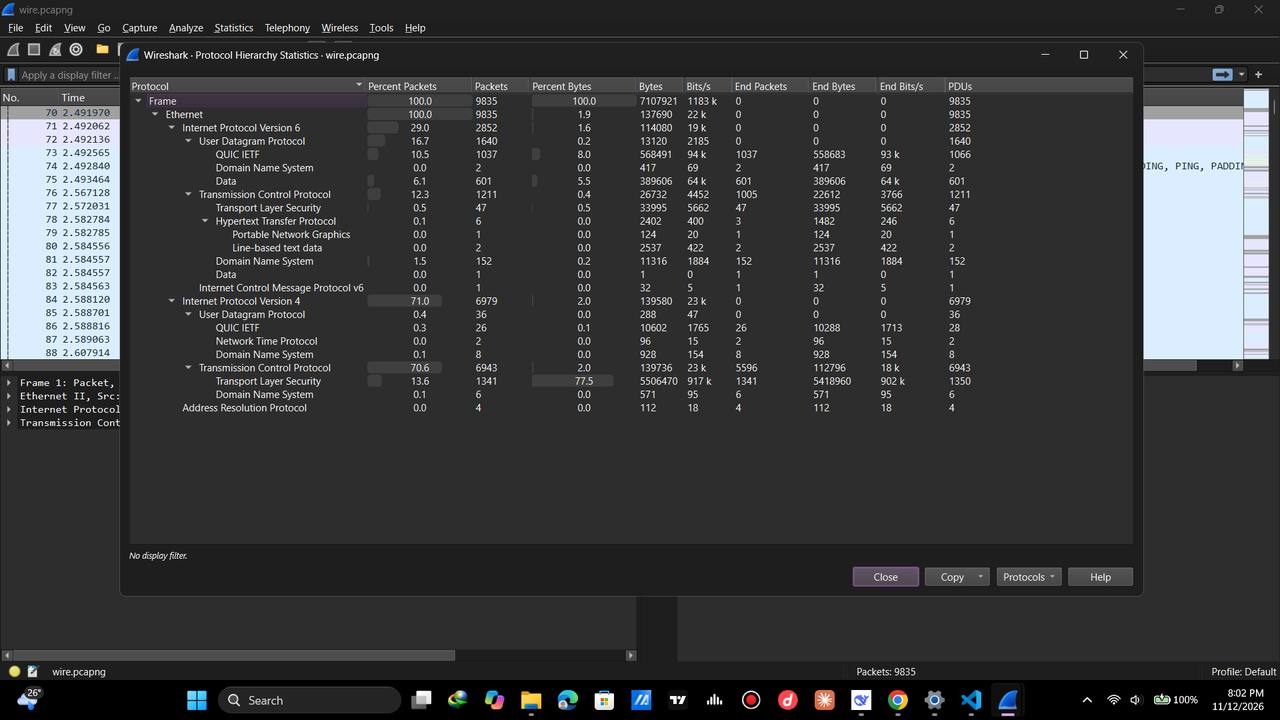 wire.pcapng
File Edit View Go Capture Analyze Statistics Telephony Wireless Tools Help
Wireshark · Protocol Hierarchy Statistics · wire.pcapng
Apply a display filter ...
No. Time
70 2.491970
71 2.492062
72 2.492136
73 2.492565
74 2.492840
75 2.493464
76 2.567128
77 2.572031
78 2.582784
79 2.582785
80 2.584556
81 2.584557
82 2.584557
83 2.584563
84 2.588120
85 2.588701
86 2.588816
87 2.589063
88 2.607914
DING, PING, PADDIN
Protocol Percent Packets Packets Percent Bytes Bytes Bits/s End Packets End Bytes End Bits/s PDUs
Frame 100.0 9835 100.0 7107921 1183 k 0 0 0 9835
Ethernet 100.0 9835 1.9 137690 22 k 0 0 0 9835
Internet Protocol Version 6 29.0 2852 1.6 114080 19 k 0 0 0 2852
User Datagram Protocol 16.7 1640 0.2 13120 2185 0 0 0 1640
QUIC IETF 10.5 1037 8.0 568491 94 k 1037 558683 93 k 1066
Domain Name System 0.0 2 0.0 417 69 2 417 69 2
Data 6.1 601 5.5 389606 64 k 601 389606 64 k 601
Transmission Control Protocol 12.3 1211 0.4 26732 4452 1005 22612 3766 1211
Transport Layer Security 0.5 47 0.5 33995 5662 47 33995 5662 47
Hypertext Transfer Protocol 0.1 6 0.0 2402 400 3 1482 246 6
Portable Network Graphics 0.0 1 0.0 124 20 1 124 20 1
Line-based text data 0.0 2 0.0 2537 422 2 2537 422 2
Domain Name System 1.5 152 0.2 11316 1884 152 11316 1884 152
Data 0.0 1 0.0 1 0 1 1 0 1
Internet Control Message Protocol v6 0.0 1 0.0 32 5 1 32 5 1
Internet Protocol Version 4 71.0 6979 2.0 139580 23 k 0 0 0 6979
User Datagram Protocol 0.4 36 0.0 288 47 0 0 0 36
QUIC IETF 0.3 26 0.1 10602 1765 26 10288 1713 28
Network Time Protocol 0.0 2 0.0 96 15 2 96 15 2
Domain Name System 0.1 8 0.0 928 154 8 928 154 8
Transmission Control Protocol 70.6 6943 2.0 139736 23 k 5596 112796 18 k 6943
Transport Layer Security 13.6 1341 77.5 5506470 917 k 1341 5418960 902 k 1350
Domain Name System 0.1 6 0.0 571 95 6 571 95 6
Address Resolution Protocol 0.0 4 0.0 112 18 4 112 18 4
Frame 1: Packet,
Ethernet II, Src:
Internet Protocol
Transmission Cont
No display filter.
Close Copy Protocols Help
wire.pcapng Packets: 9835 Profile: Default
26° Search 100% 8:02 PM
11/12/2026